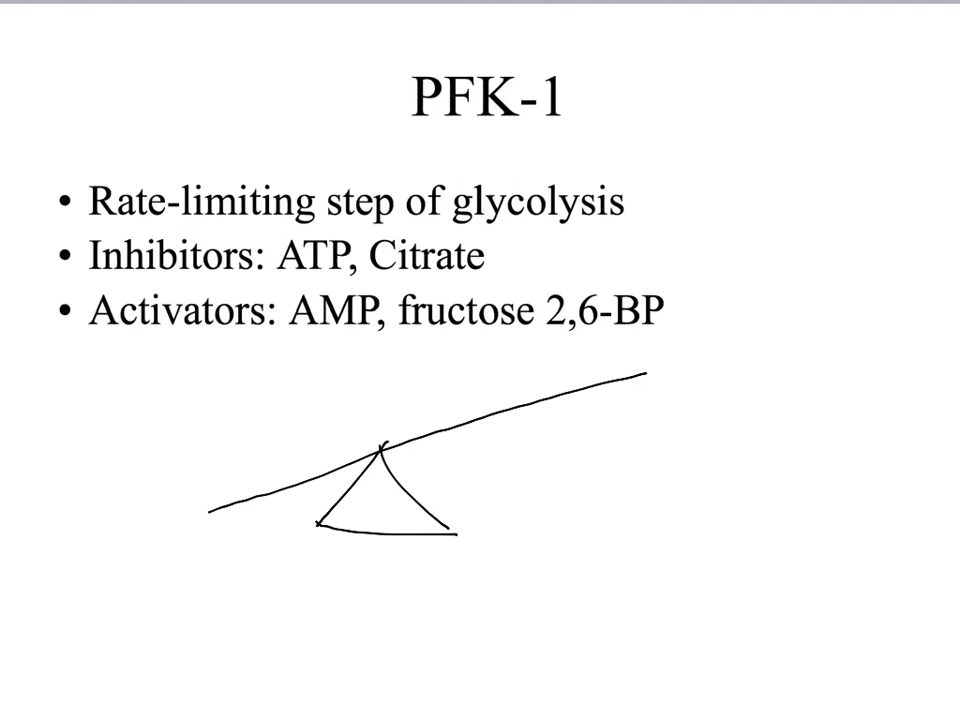 PFK-1
• Rate-limiting step of glycolysis
• Inhibitors: ATP, Citrate
• Activators: AMP, fructose 2,6-BP